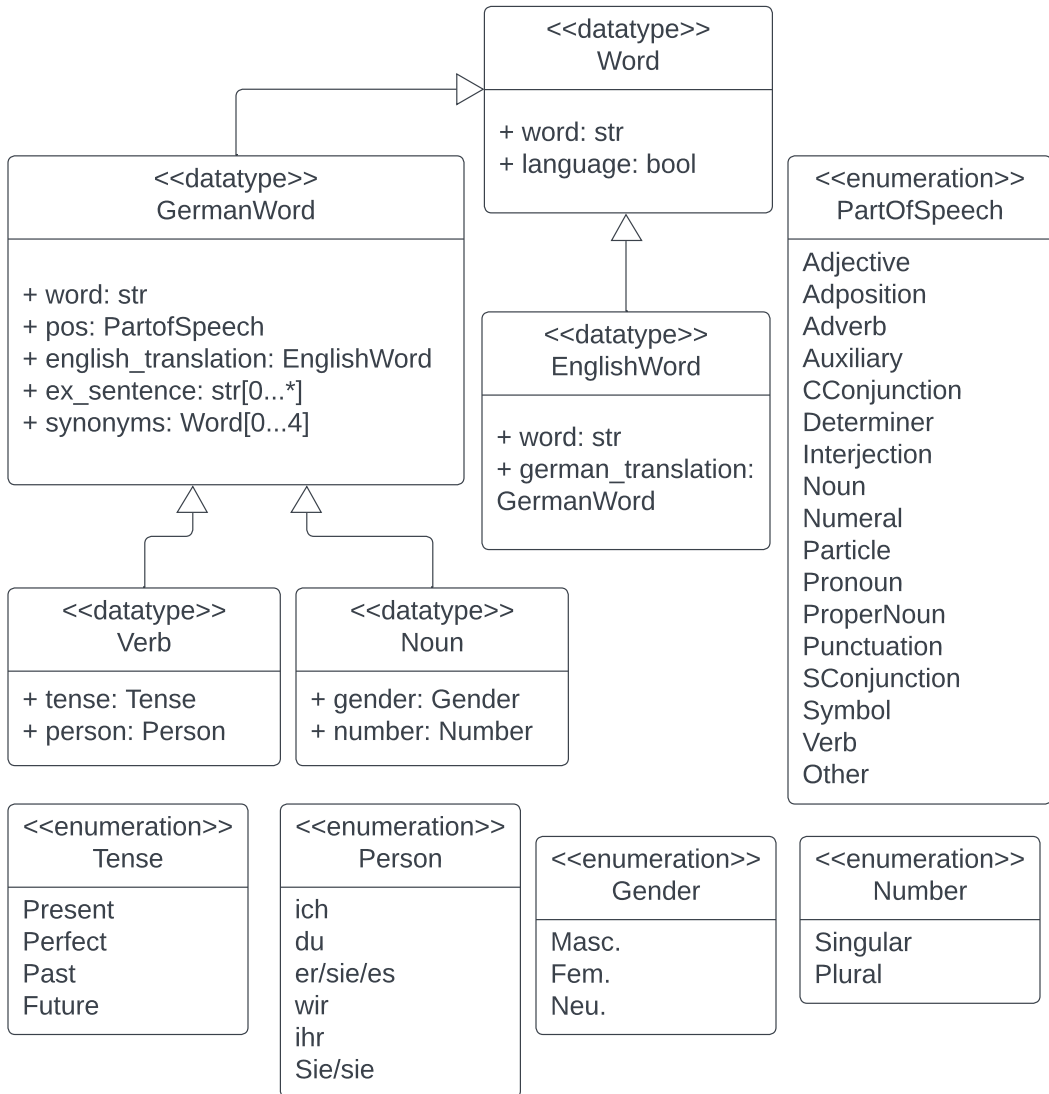 <<datatype>>
Word
+ word: str
+ language: bool
<<datatype>>
GermanWord
+ word: str
+ pos: PartofSpeech
+ english_translation: EnglishWord
+ ex_sentence: str[0...*]
+ synonyms: Word[0...4]
<<datatype>>
EnglishWord
+ word: str
+ german_translation:
GermanWord
<<enumeration>>
PartOfSpeech
Adjective
Adposition
Adverb
Auxiliary
CConjunction
Determiner
Interjection
Noun
Numeral
Particle
Pronoun
ProperNoun
Punctuation
SConjunction
Symbol
Verb
Other
<<datatype>>
Verb
+ tense: Tense
+ person: Person
<<datatype>>
Noun
+ gender: Gender
+ number: Number
<<enumeration>>
Tense
Present
Perfect
Past
Future
<<enumeration>>
Person
ich
du
er/sie/es
wir
ihr
Sie/sie
<<enumeration>>
Gender
Masc.
Fem.
Neu.
<<enumeration>>
Number
Singular
Plural